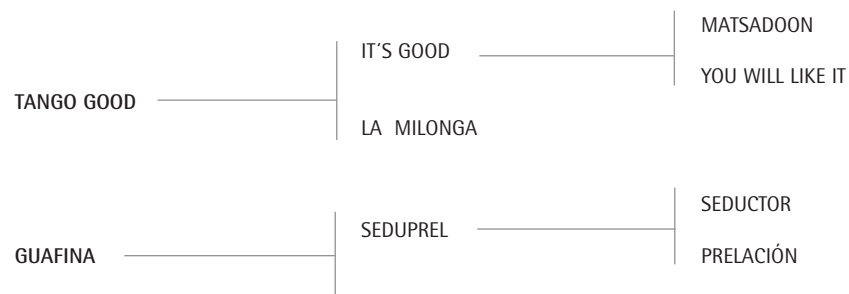 MATSADOON
IT´S GOOD
YOU WILL LIKE IT
TANGO GOOD
LA MILONGA
SEDUCTOR
SEDUPREL
GUAFINA
PRELACIÓN